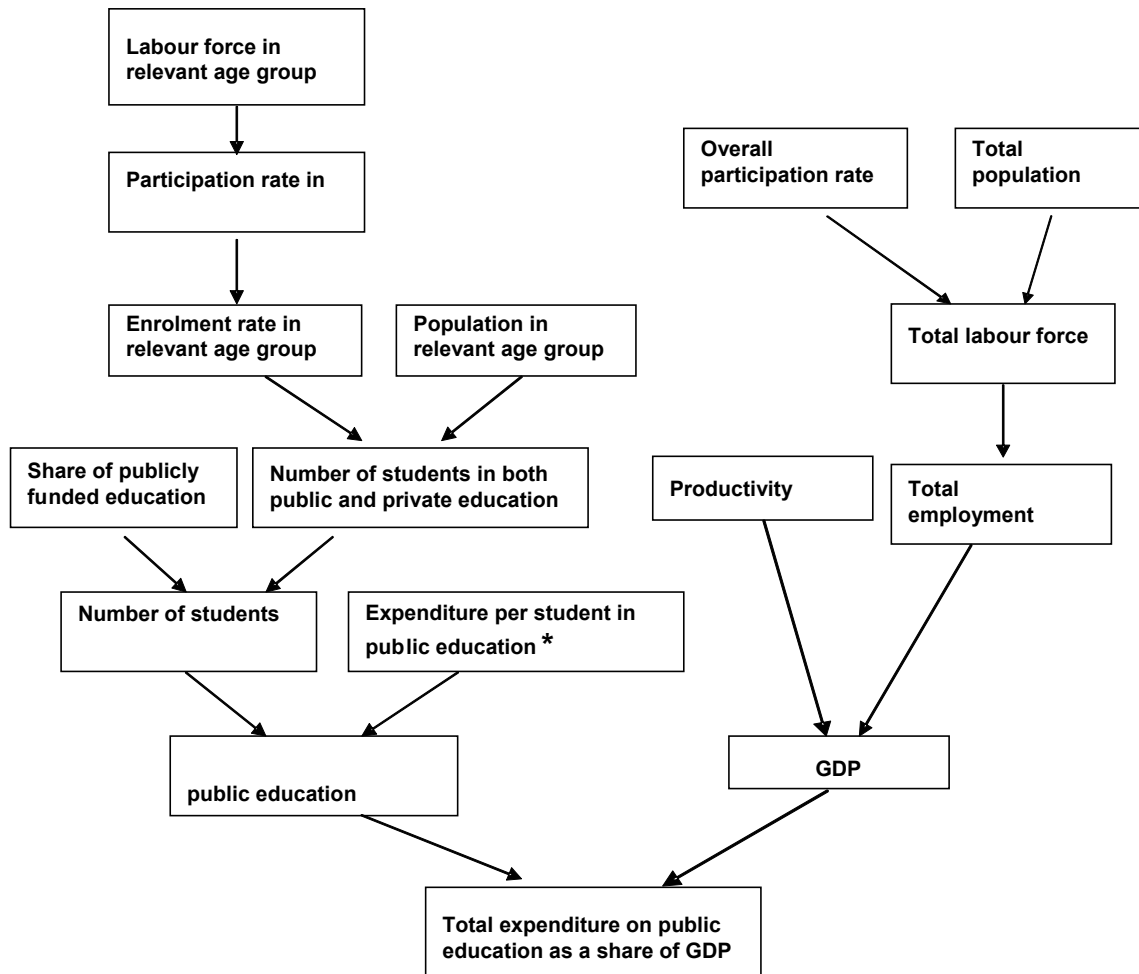 Labour force in
relevant age group
Participation rate in
Overall
participation rate
Total
population
Enrolment rate in
relevant age group
Population in
relevant age group
Total labour force
Share of publicly
funded education
Number of students in both
public and private education
Productivity
Total
employment
Number of students
Expenditure per student in
public education *
public education
GDP
Total expenditure on public
education as a share of GDP